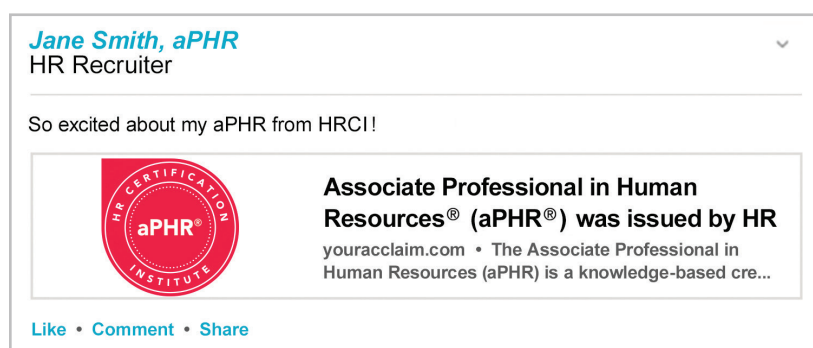 Jane Smith, aPHR
HR Recruiter
So excited about my aPHR from HRCI!
HR CERTIFICATION
aPHR®
INSTITUTE
Associate Professional in Human
Resources® (aPHR®) was issued by HR
youracclaim.com • The Associate Professional in
Human Resources (aPHR) is a knowledge-based cre...
Like • Comment • Share